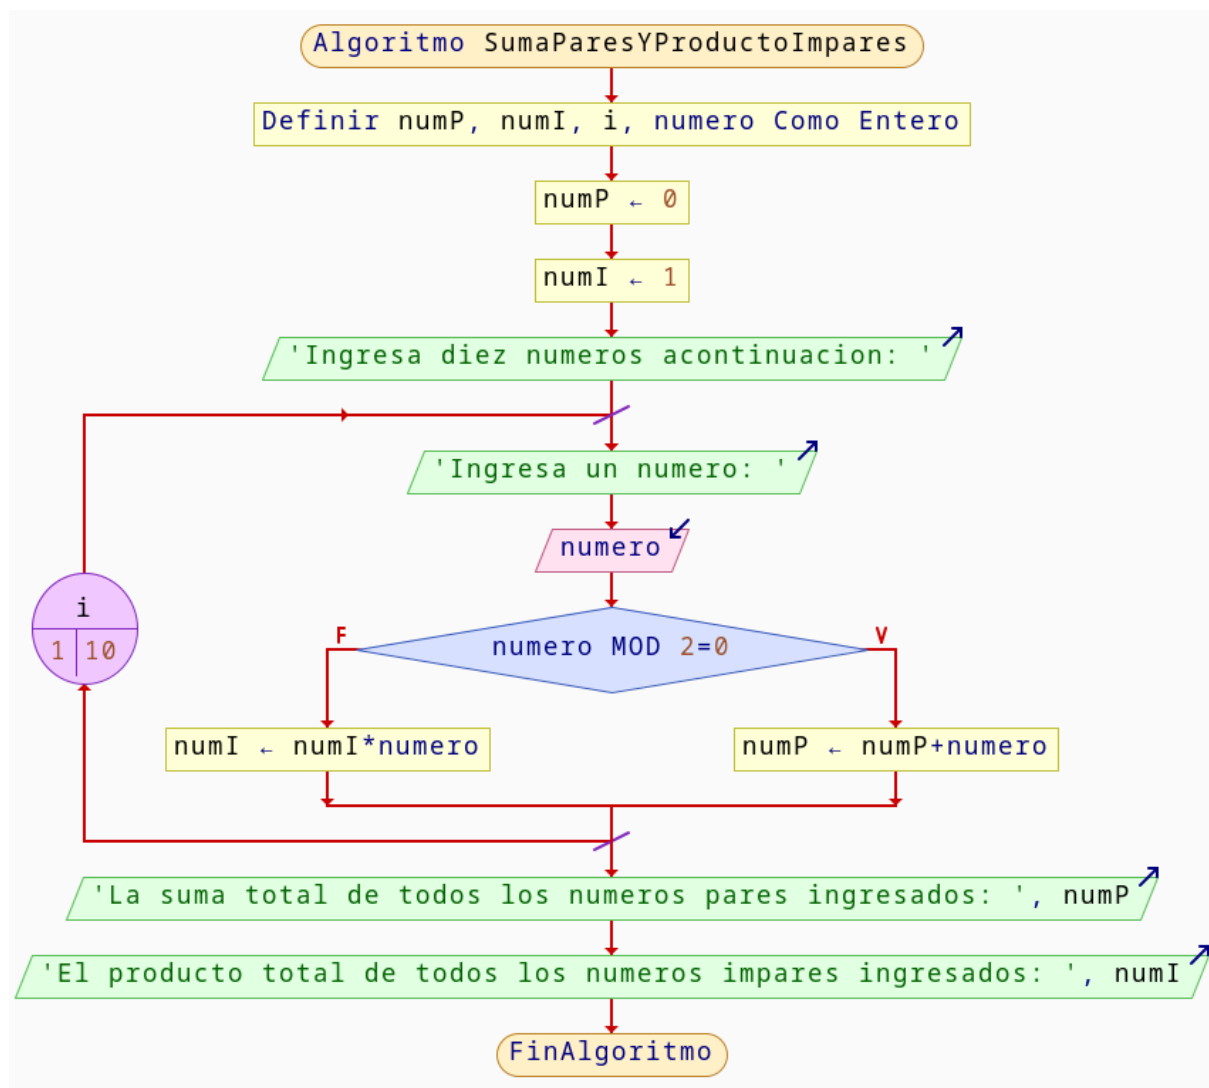 Algoritmo SumaParesYProductoImpares
Definir numP, numI, i, numero Como Entero
numP ← 0
numI ← 1
'Ingresa diez numeros acontinuacion: '
'Ingresa un numero: '
numero
i
1 10
F
V
numero MOD 2=0
numI ← numI*numero
numP ← numP+numero
'La suma total de todos los numeros pares ingresados: ', numP
'El producto total de todos los numeros impares ingresados: ', numI
FinAlgoritmo